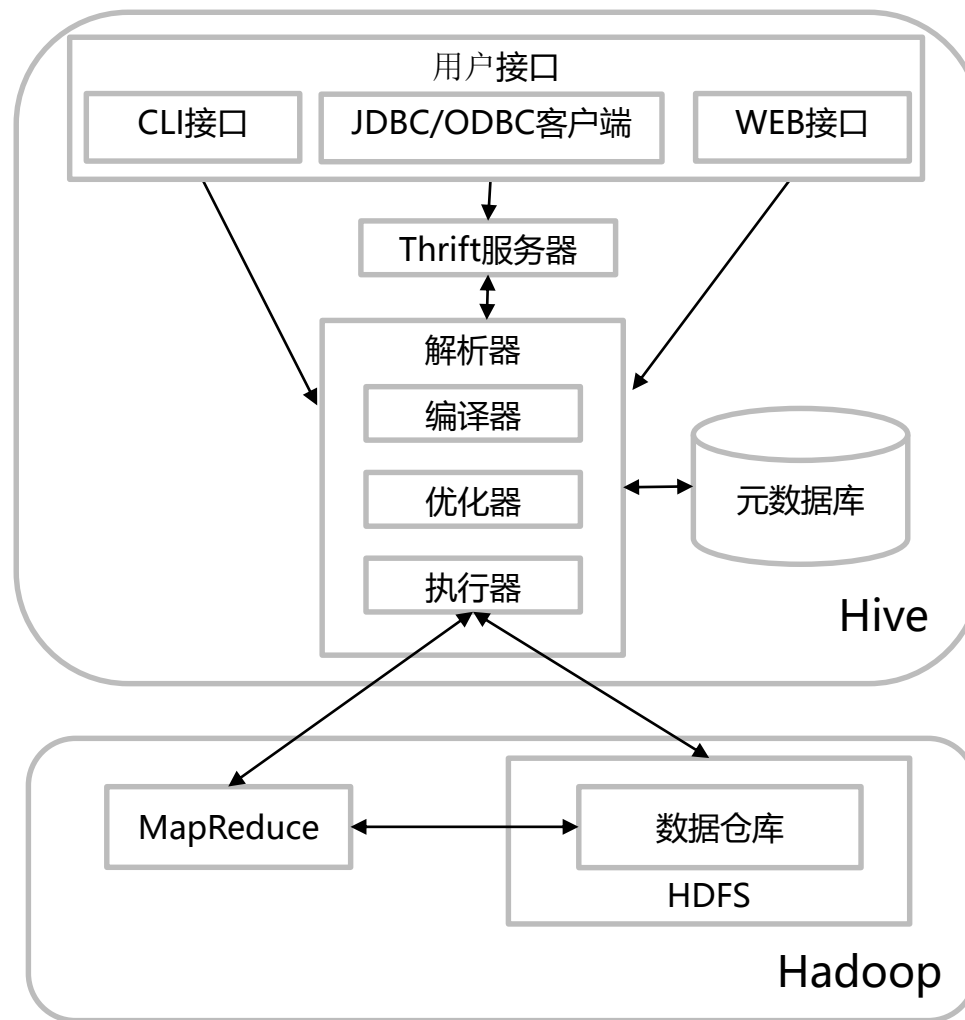 用户接口
CLI接口
JDBC/ODBC客户端
WEB接口
Thrift服务器
解析器
编译器
优化器
元数据库
执行器
Hive
MapReduce
数据仓库
HDFS
Hadoop